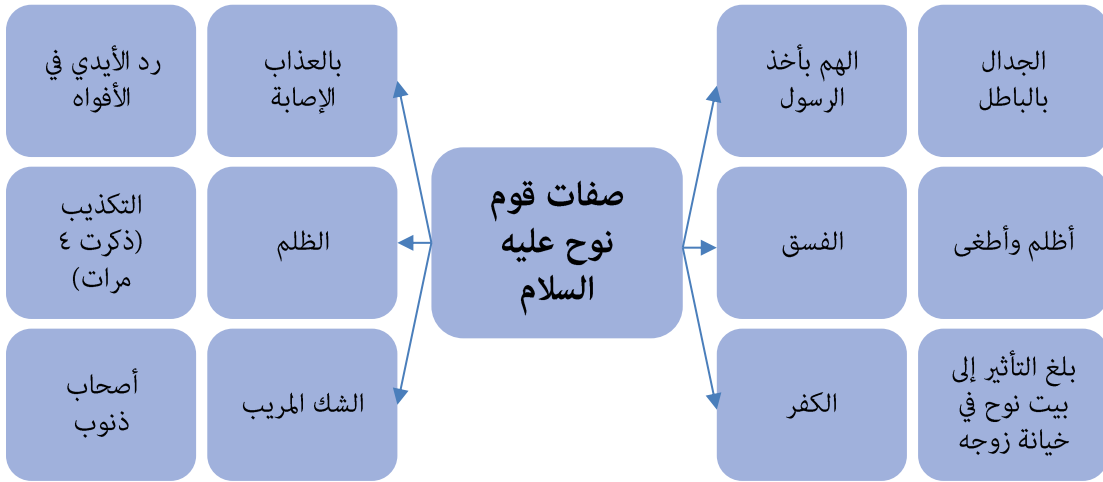 الجدال
بالباطل
الهم بأخذ
الرسول
بالعذاب
الإصابة
رد الأيدي في
الأفواه
صفات قوم
نوح عليه
السلام
أظلم وأطغى
الفسق
الظلم
التكذيب
(ذكرت ٤
مرات)
بلغ التأثير إلى
بيت نوح في
خيانة زوجه
الكفر
الشك المريب
أصحاب
ذنوب